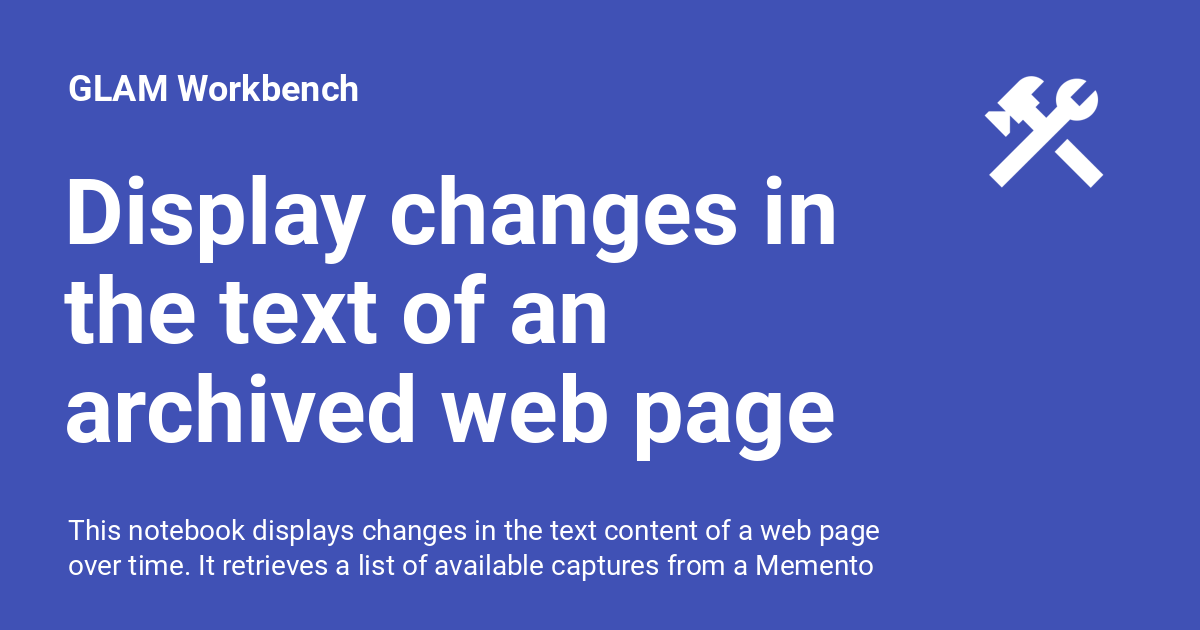 GLAM Workbench
Display changes in
the text of an
archived web page
This notebook displays changes in the text content of a web page
over time. It retrieves a list of available captures from a Memento